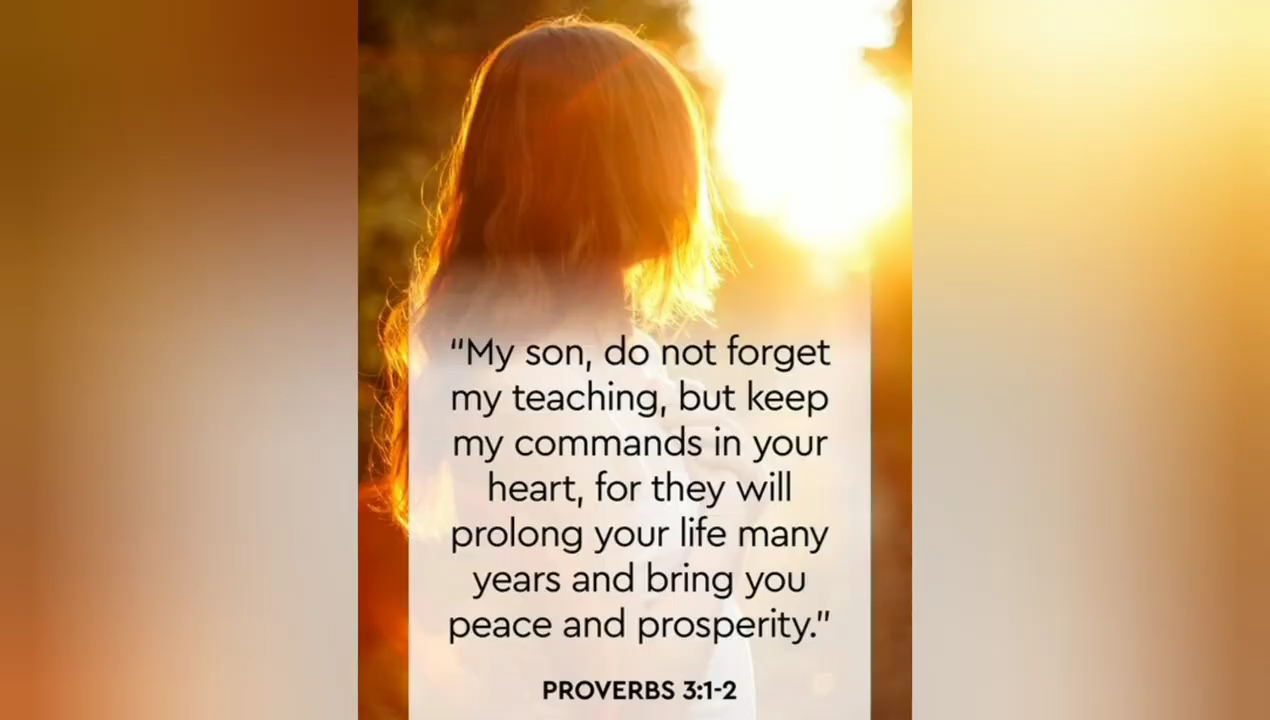 “My son, do not forget
my teaching, but keep
my commands in your
heart, for they will
prolong your life many
years and bring you
peace and prosperity.”
PROVERBS 3:1-2